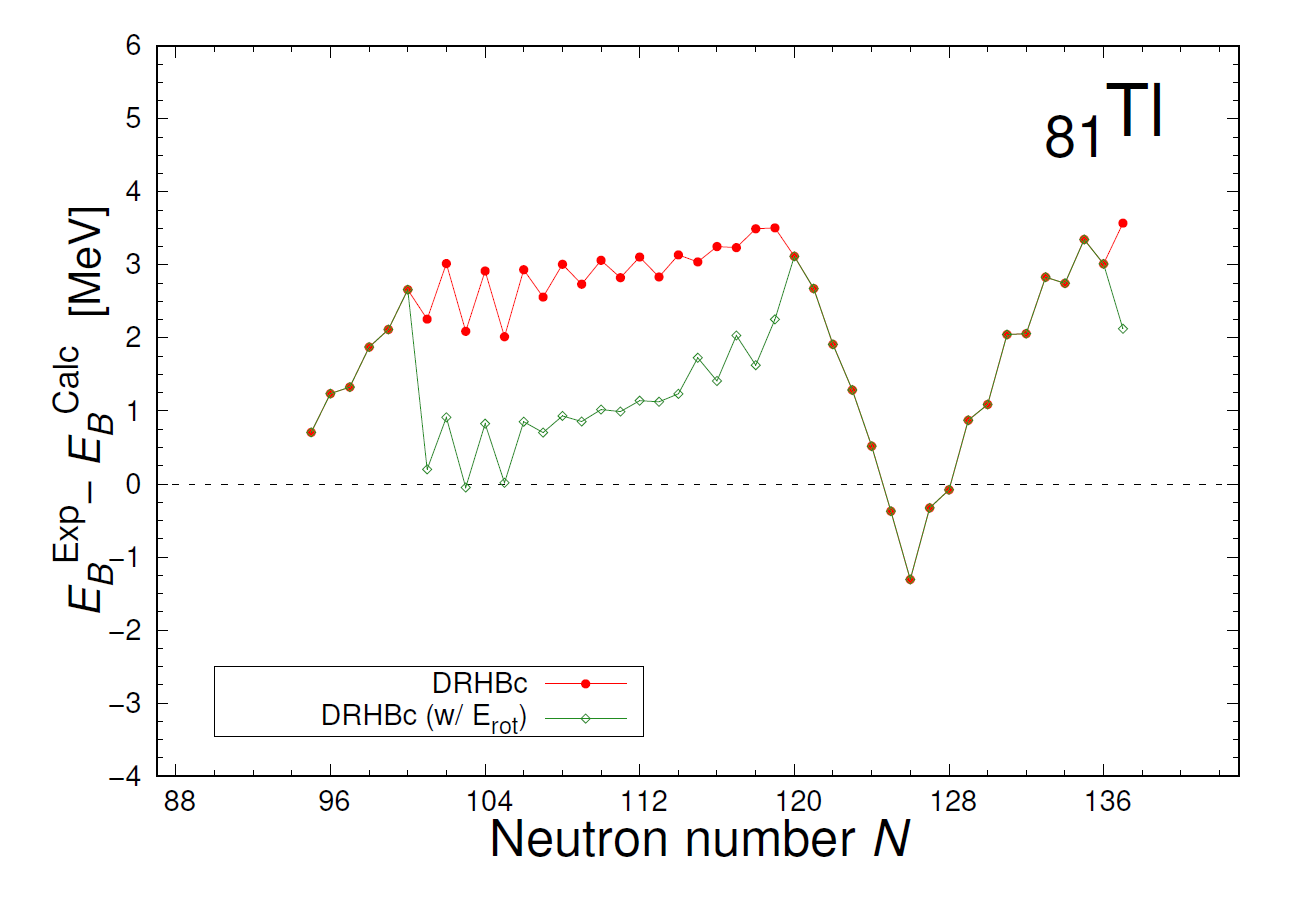 6
5
4
3
2
1
0
−1
−2
−3
−4
88 96 104 112 120 128 136
E_B^Exp − E_B^Calc [MeV]
Neutron number N
₈₁Tl
DRHBc
DRHBc (w/ E_rot)